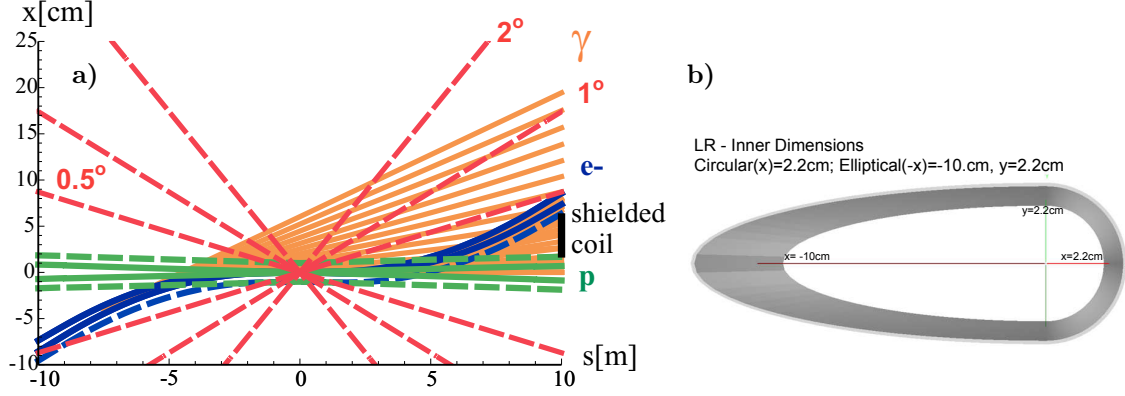 x[cm]
25
20
15
10
5
0
-5
-10
a)
2°
1°
0.5°
γ
e-
shielded
coil
p
s[m]
-10
-5
0
5
10
b)
LR - Inner Dimensions
Circular(x)=2.2cm; Elliptical(-x)=-10.cm, y=2.2cm
y=2.2cm
x= -10cm
x=2.2cm